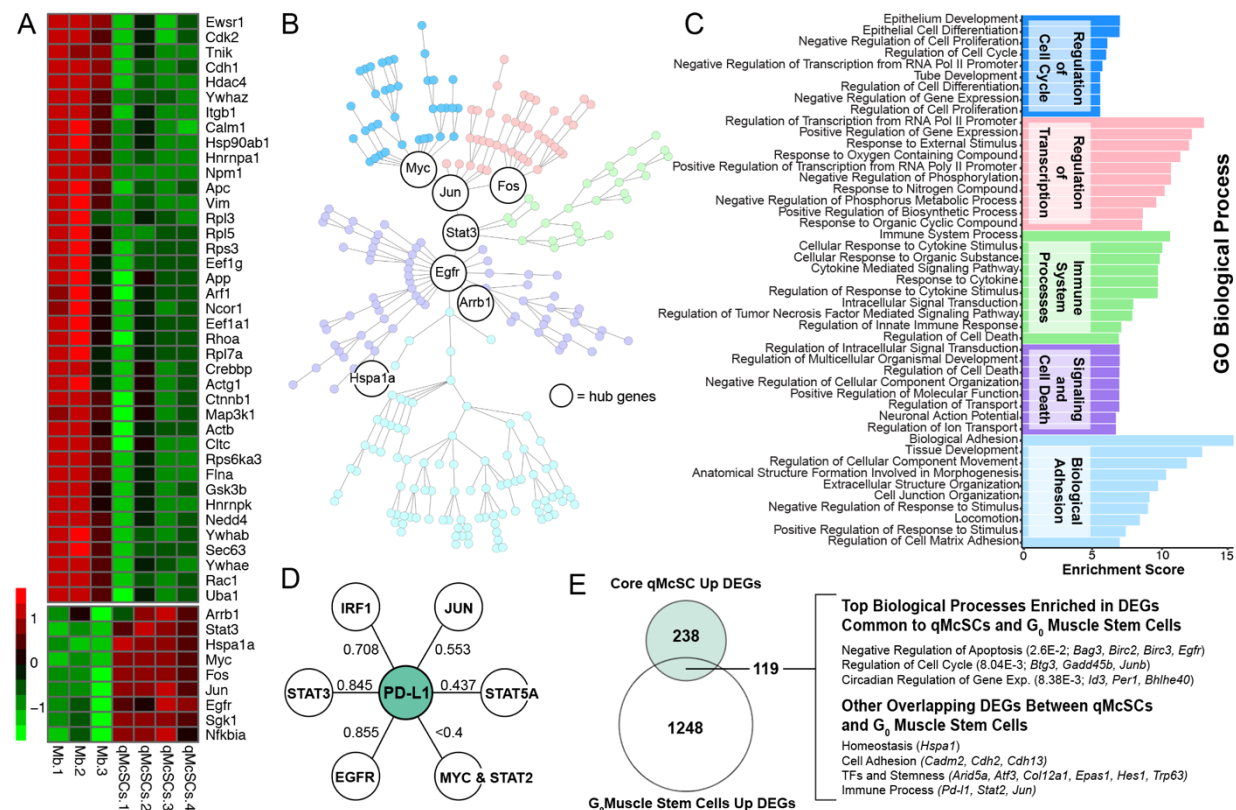 A
Ewsr1
Cdk2
Tnik
Cdh1
Hdac4
Ywhaz
Itgb1
Calm1
Hsp90ab1
Hnrnpa1
Npm1
Apc
Vim
Rpl3
Rpl5
Rps3
Eef1g
App
Arf1
Ncor1
Eef1a1
Rhoa
Rpl7a
Crebbp
Actg1
Ctnnb1
Map3k1
Actb
Cltc
Rps6ka3
Flna
Gsk3b
Hnrnpk
Nedd4
Ywhab
Sec63
Ywhae
Rac1
Uba1
Arrb1
Stat3
Hspa1a
Myc
Fos
Jun
Egfr
Sgk1
Nfkbia
1
0
−1
Mb.1
Mb.2
Mb.3
qMcSCs.1
qMcSCs.2
qMcSCs.3
qMcSCs.4
B
Myc
Jun
Fos
Stat3
Egfr
Arrb1
Hspa1a
= hub genes
C
Epithelium Development
Epithelial Cell Differentiation
Negative Regulation of Cell Proliferation
Regulation of Cell Cycle
Negative Regulation of Transcription from RNA Pol II Promoter
Tube Development
Regulation of Cell Differentiation
Negative Regulation of Gene Expression
Regulation of Cell Proliferation
Regulation of Transcription from RNA Pol II Promoter
Positive Regulation of Gene Expression
Response to External Stimulus
Response to Oxygen Containing Compound
Positive Regulation of Transcription from RNA Poly II Promoter
Negative Regulation of Phosphorylation
Response to Nitrogen Compound
Negative Regulation of Phosphorus Metabolic Process
Positive Regulation of Biosynthetic Process
Response to Organic Cyclic Compound
Immune System Process
Cellular Response to Cytokine Stimulus
Cellular Response to Organic Substance
Cytokine Mediated Signaling Pathway
Response to Cytokine
Regulation of Response to Cytokine Stimulus
Intracellular Signal Transduction
Regulation of Tumor Necrosis Factor Mediated Signaling Pathway
Regulation of Innate Immune Response
Regulation of Cell Death
Regulation of Intracellular Signal Transduction
Regulation of Multicellular Organismal Development
Regulation of Cell Death
Negative Regulation of Cellular Component Organization
Positive Regulation of Molecular Function
Regulation of Transport
Neuronal Action Potential
Regulation of Ion Transport
Biological Adhesion
Tissue Development
Regulation of Cellular Component Movement
Anatomical Structure Formation Involved in Morphogenesis
Extracellular Structure Organization
Cell Junction Organization
Negative Regulation of Response to Stimulus
Locomotion
Positive Regulation of Response to Stimulus
Regulation of Cell Matrix Adhesion
Regulation
of
Cell Cycle
Regulation
of
Transcription
Immune
System
Processes
Signaling
and
Cell Death
Biological
Adhesion
0
5
10
15
Enrichment Score
GO Biological Process
D
IRF1
JUN
0.708
0.553
STAT3
0.845
PD-L1
0.437
STAT5A
0.855
<0.4
EGFR
MYC & STAT2
E
Core qMcSC Up DEGs
238
119
1248
G0 Muscle Stem Cells Up DEGs
Top Biological Processes Enriched in DEGs
Common to qMcSCs and G0 Muscle Stem Cells
Negative Regulation of Apoptosis (2.6E-2; Bag3, Birc2, Birc3, Egfr)
Regulation of Cell Cycle (8.04E-3; Btg3, Gadd45b, Junb)
Circadian Regulation of Gene Exp. (8.38E-3; Id3, Per1, Bhlhe40)
Other Overlapping DEGs Between qMcSCs
and G0 Muscle Stem Cells
Homeostasis (Hspa1)
Cell Adhesion (Cadm2, Cdh2, Cdh13)
TFs and Stemness (Arid5a, Atf3, Col12a1, Epas1, Hes1, Trp63)
Immune Process (Pd-l1, Stat2, Jun)